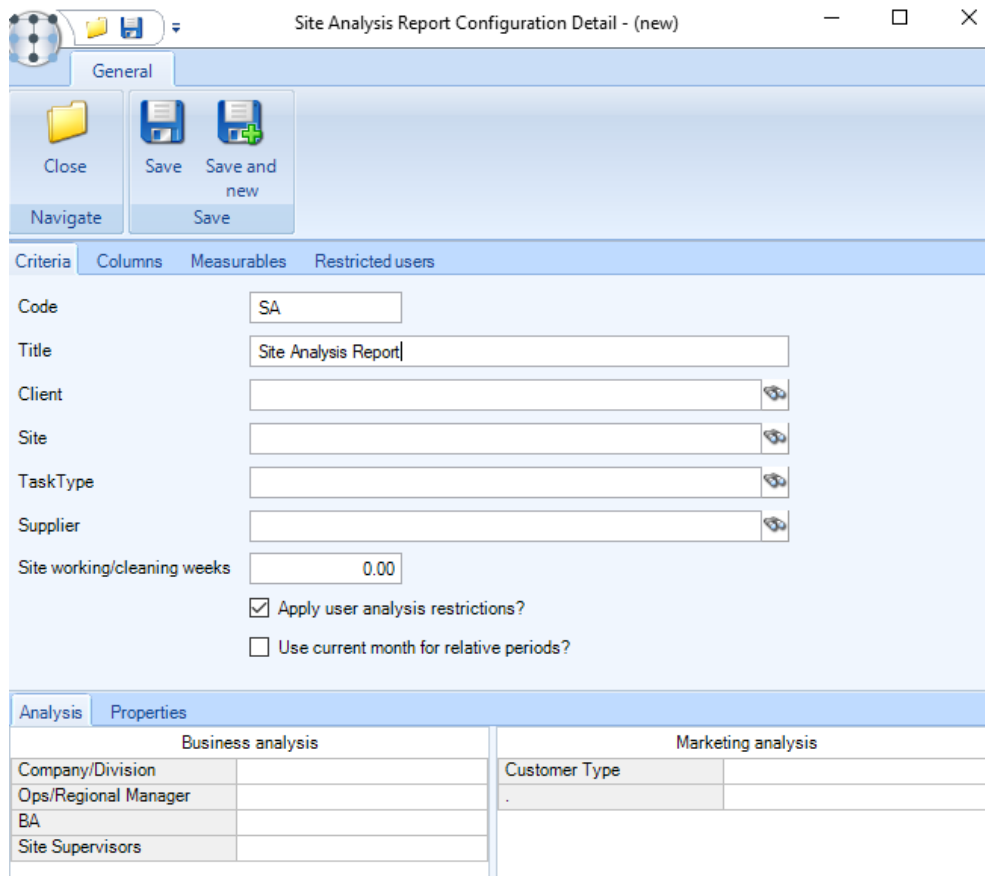 Site Analysis Report Configuration Detail - (new)
General
Close
Save
Save and new
Navigate
Save
Criteria Columns Measurables Restricted users
Code SA
Title Site Analysis Report
Client
Site
TaskType
Supplier
Site working/cleaning weeks 0.00
Apply user analysis restrictions?
Use current month for relative periods?
Analysis Properties
Business analysis Marketing analysis
Company/Division Customer Type
Ops/Regional Manager .
BA
Site Supervisors